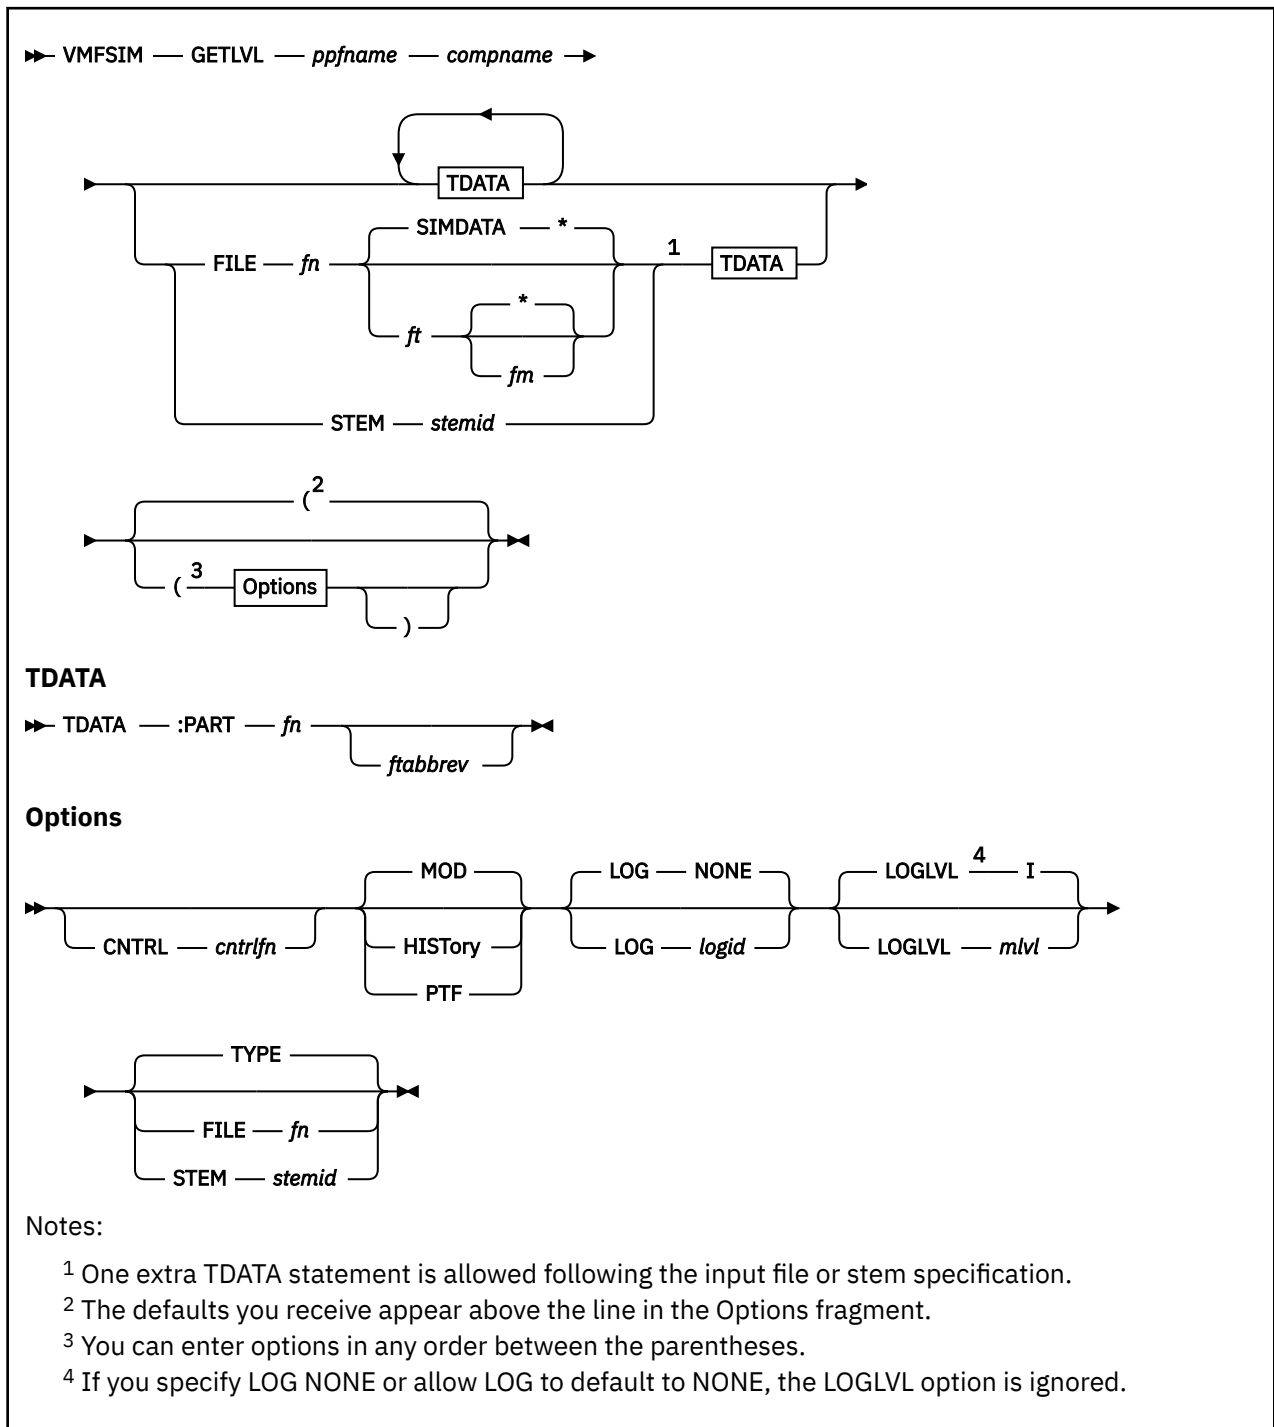 VMFSIM GETLVL ppfname compname
TDATA
SIMDATA *
FILE fn 1 TDATA
*
ft
fm
STEM stemid
( 2
( 3 Options
)
TDATA
TDATA :PART fn
ftabbrev
Options
MOD LOG NONE LOGLVL 4 I
CNTRL cntrlfn HISTory LOG logid LOGLVL mlvl
PTF
TYPE
FILE fn
STEM stemid
Notes:
1 One extra TDATA statement is allowed following the input file or stem specification.
2 The defaults you receive appear above the line in the Options fragment.
3 You can enter options in any order between the parentheses.
4 If you specify LOG NONE or allow LOG to default to NONE, the LOGLVL option is ignored.